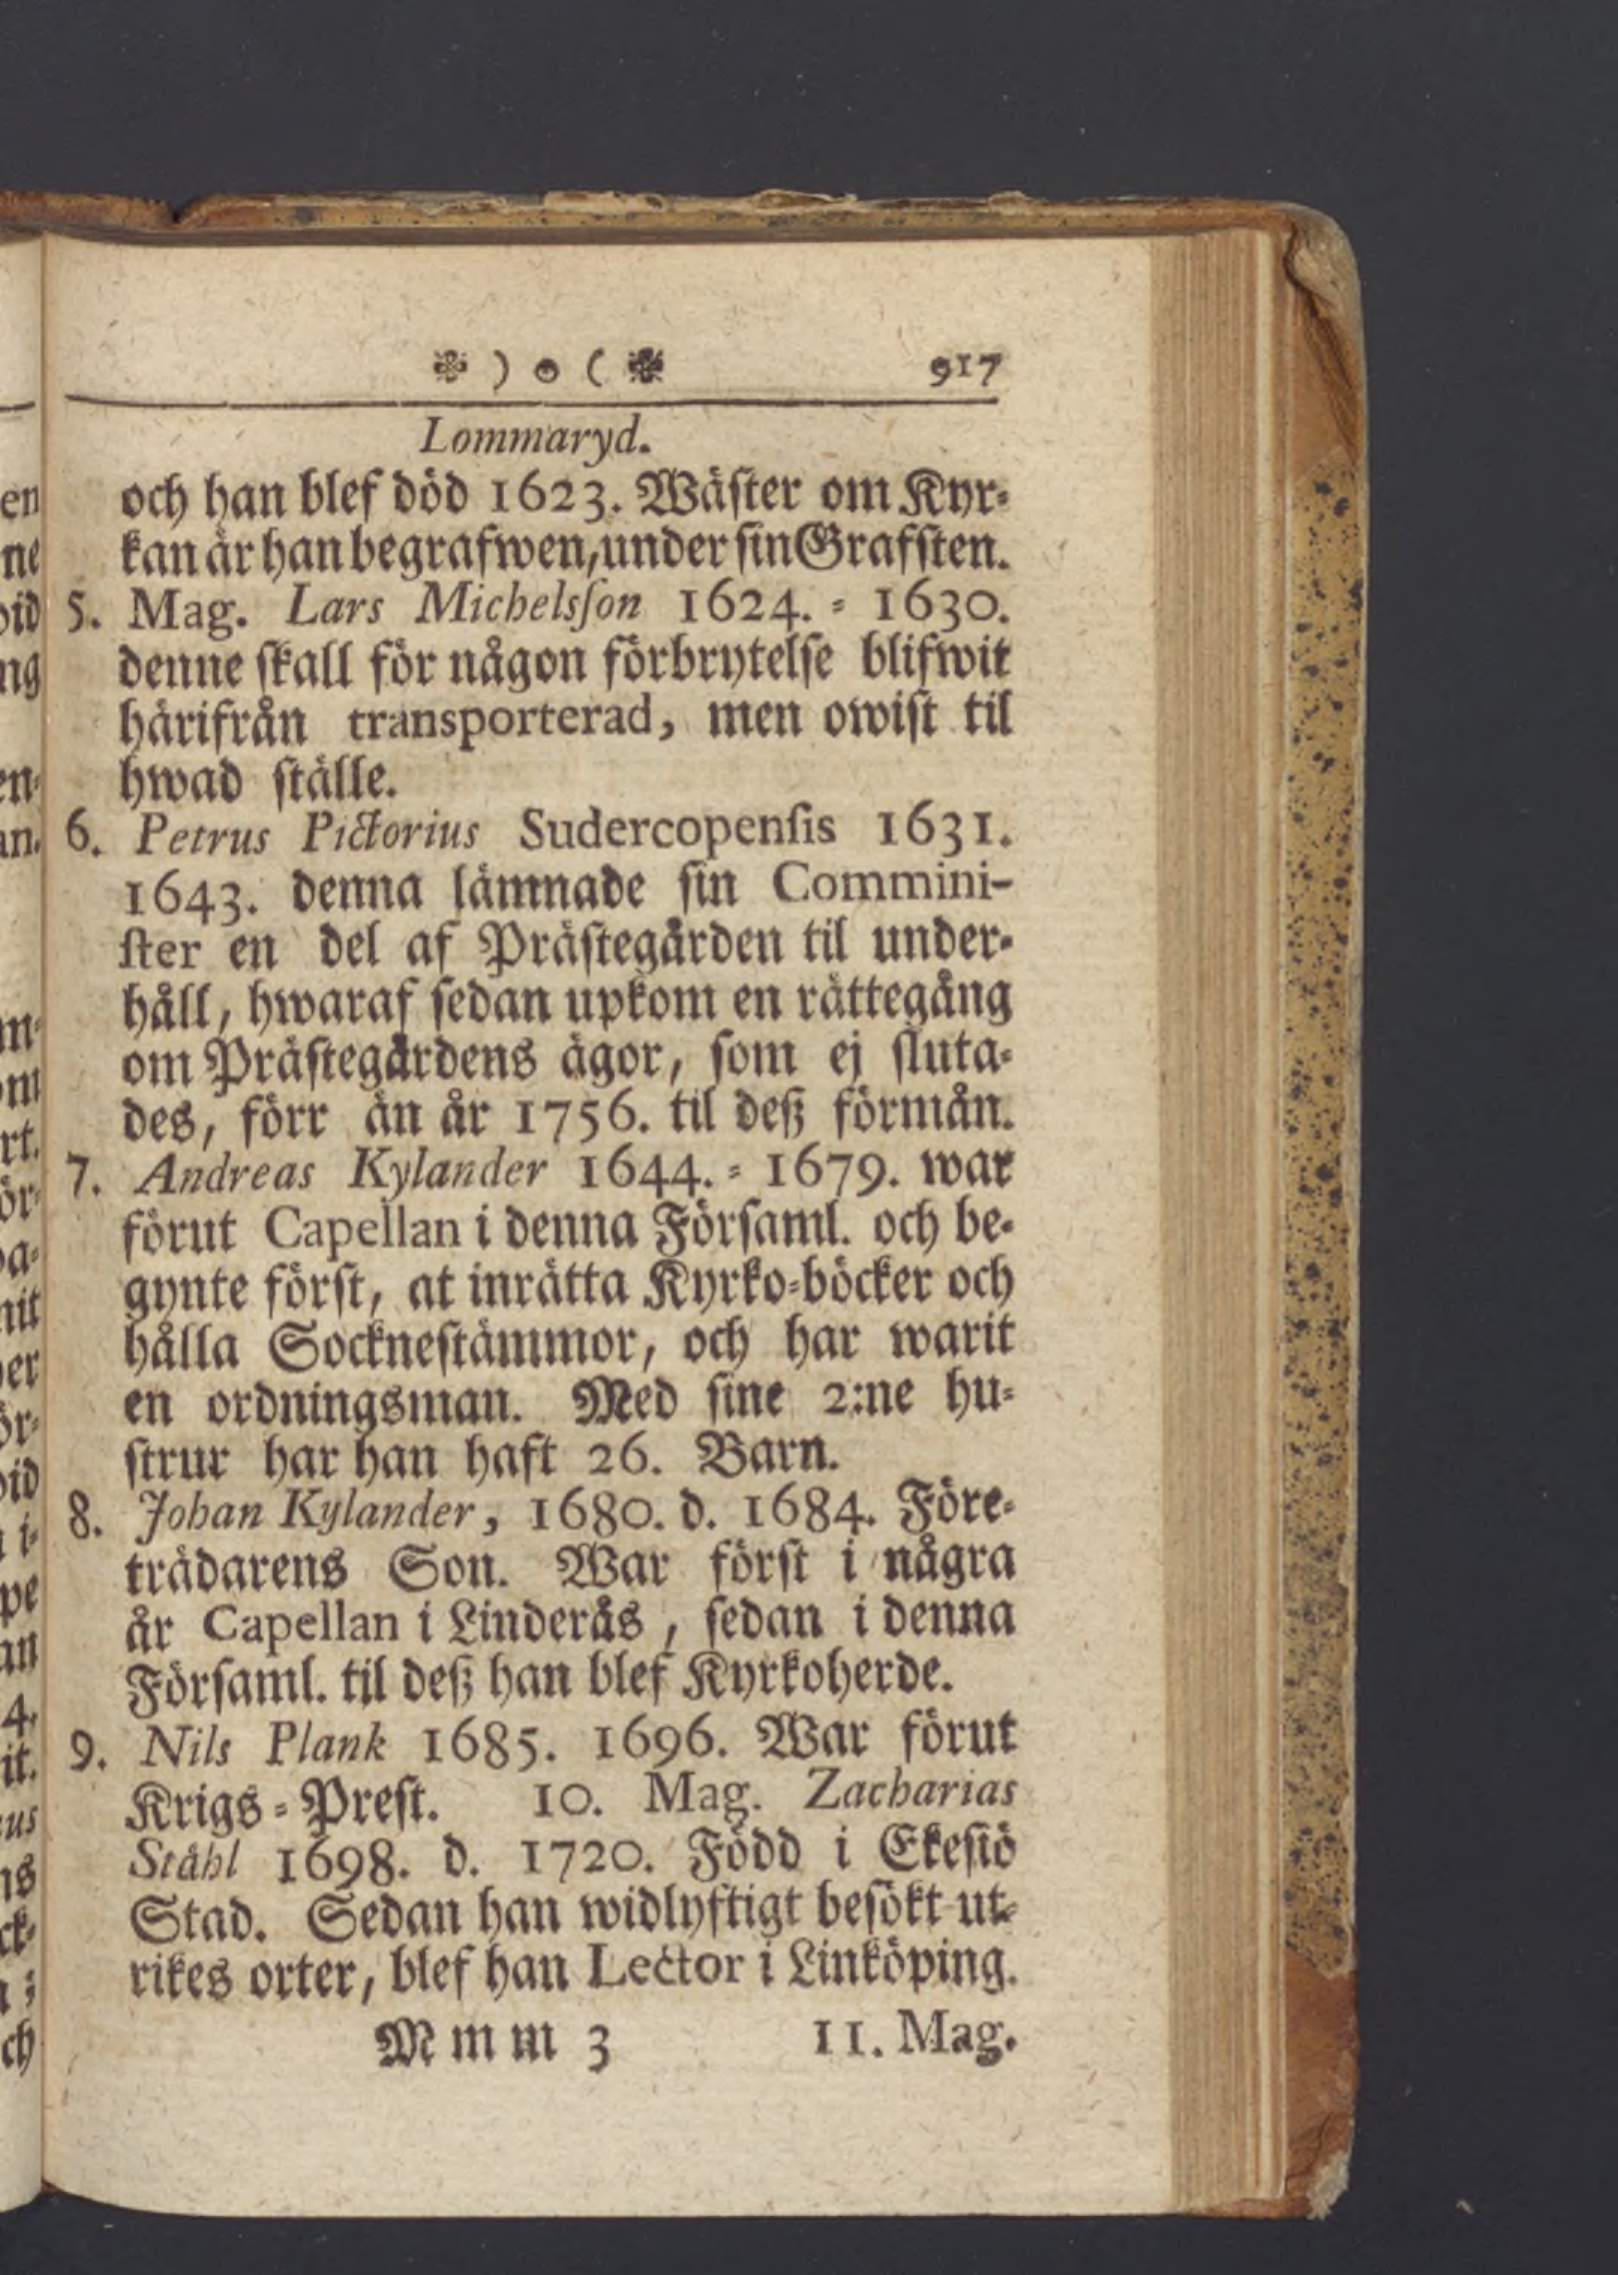 ❉ ) o ( ❉ 917
Lommaryd.
och han blef död 1623. Wäſter om Kyr-
kan är han begrafwen, under ſin Grafſten.
5. Mag. Lars Michelsſon 1624. - 1630.
denne ſkall för någon förbrytelſe blifwit
härifrån transporterad, men owiſt til
hwad ſtälle.
6. Petrus Pictorius Sudercopenſis 1631.
1643. denna lämnade ſin Commini-
ſter en del af Präſtegården til under-
håll, hwaraf ſedan upkom en rättegång
om Präſtegårdens ägor, ſom ej ſluta-
des, förr än år 1756. til deß förmån.
7. Andreas Kylander 1644. - 1679. war
förut Capellan i denna Förſaml. och be-
gynte förſt, at inrätta Kyrko-böcker och
hålla Sockneſtämmor, och har warit
en ordningsman. Med ſine 2:ne hu-
ſtrur har han haft 26. Barn.
8. Johan Kylander, 1680. d. 1684. Före-
trädarens Son. War förſt i några
år Capellan i Linderås, ſedan i denna
Förſaml. til deß han blef Kyrkoherde.
9. Nils Plank 1685. 1696. War förut
Krigs-Preſt. 10. Mag. Zacharias
Ståhl 1698. d. 1720. Född i Ekeſiö
Stad. Sedan han widlyftigt beſökt ut-
rikes orter, blef han Lector i Linköping.
M m m 3 11. Mag.